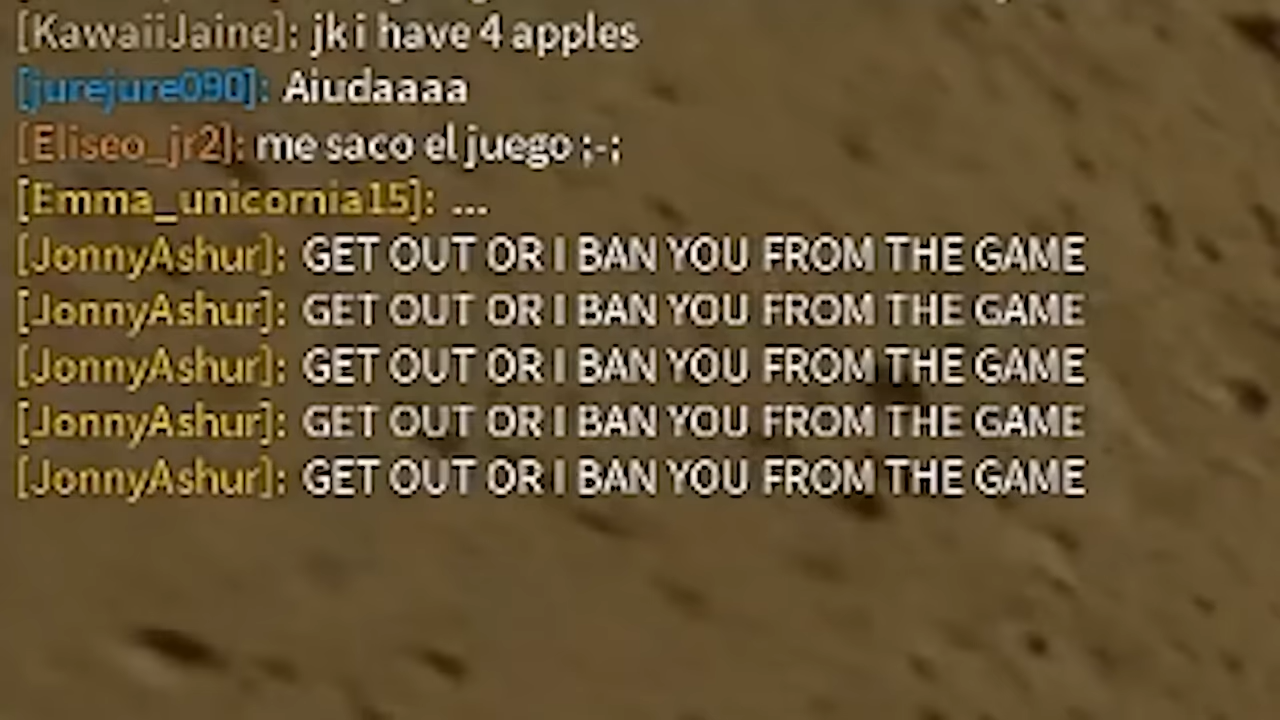 [KawaiiJaine]: jk i have 4 apples
[jurejure090]: Aiudaaaa
[Eliseo_jr2]: me saco el juego ;-;
[Emma_unicornia15]: ...
[JonnyAshur]: GET OUT OR I BAN YOU FROM THE GAME
[JonnyAshur]: GET OUT OR I BAN YOU FROM THE GAME
[JonnyAshur]: GET OUT OR I BAN YOU FROM THE GAME
[JonnyAshur]: GET OUT OR I BAN YOU FROM THE GAME
[JonnyAshur]: GET OUT OR I BAN YOU FROM THE GAME